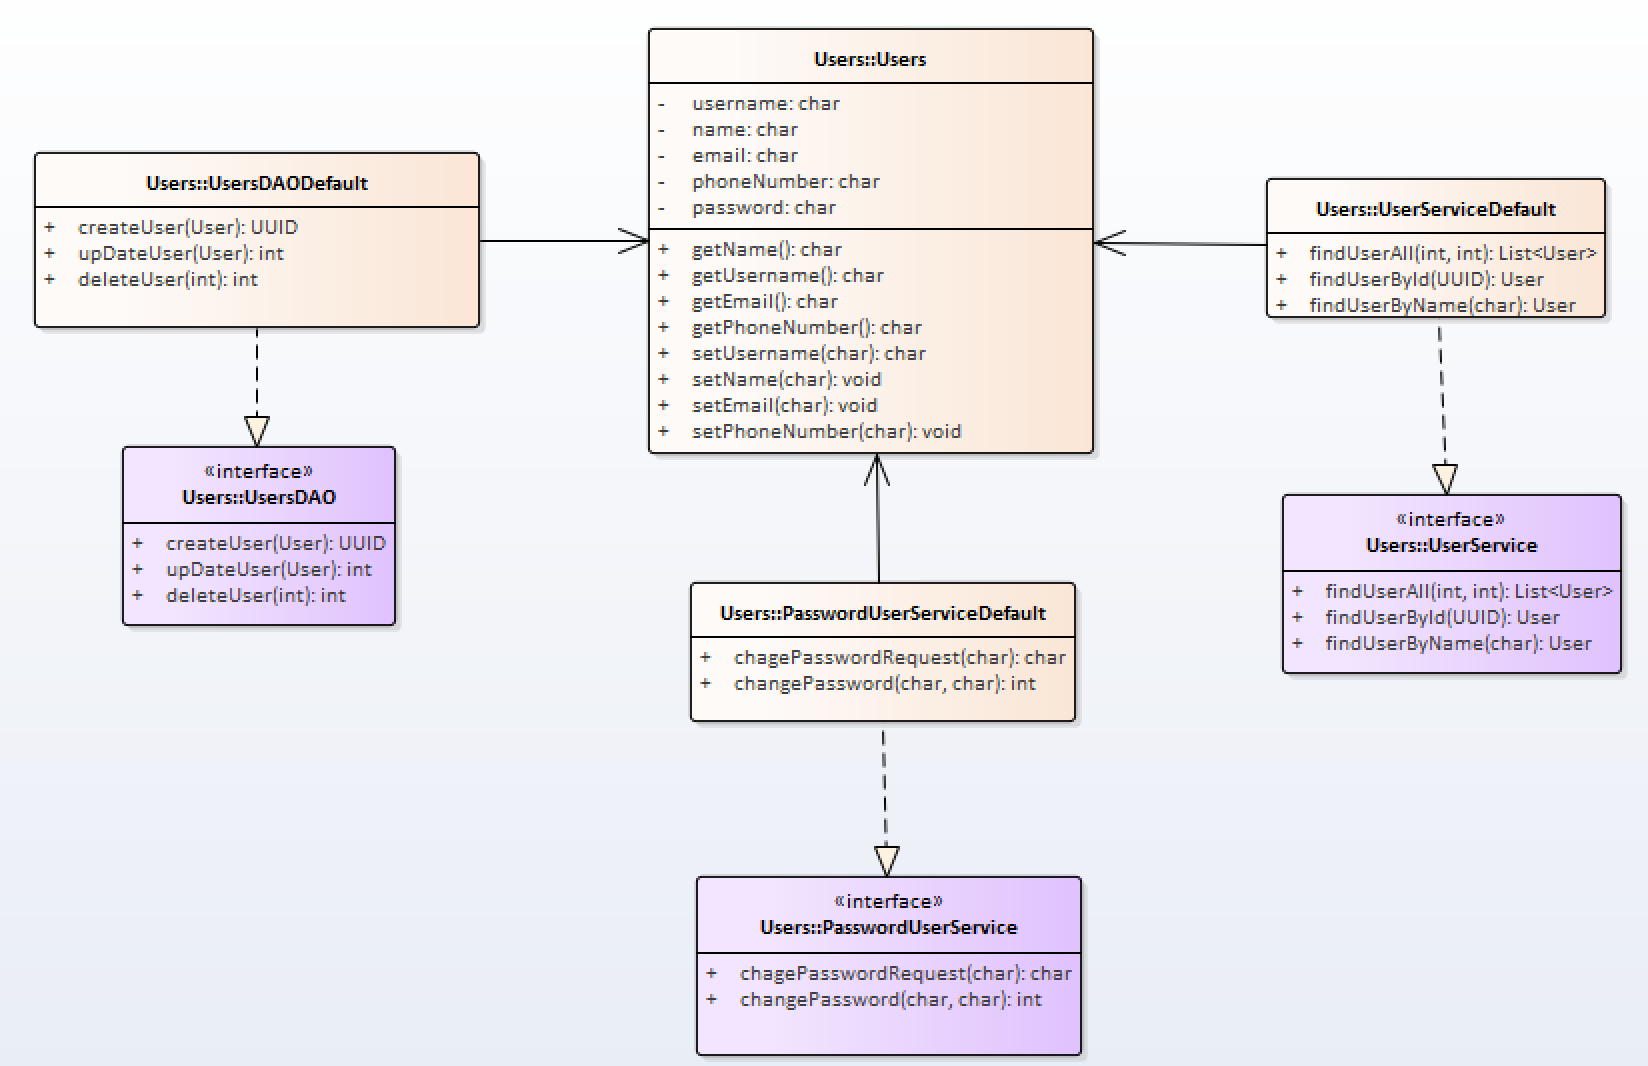 Users::Users
- username: char
- name: char
- email: char
- phoneNumber: char
- password: char
+ getName(): char
+ getUsername(): char
+ getEmail(): char
+ getPhoneNumber(): char
+ setUsername(char): char
+ setName(char): void
+ setEmail(char): void
+ setPhoneNumber(char): void
Users::UsersDAODefault
+ createUser(User): UUID
+ upDateUser(User): int
+ deleteUser(int): int
Users::UserServiceDefault
+ findUserAll(int, int): List<User>
+ findUserById(UUID): User
+ findUserByName(char): User
«interface»
Users::UsersDAO
+ createUser(User): UUID
+ upDateUser(User): int
+ deleteUser(int): int
«interface»
Users::UserService
+ findUserAll(int, int): List<User>
+ findUserById(UUID): User
+ findUserByName(char): User
Users::PasswordUserServiceDefault
+ chagePasswordRequest(char): char
+ changePassword(char, char): int
«interface»
Users::PasswordUserService
+ chagePasswordRequest(char): char
+ changePassword(char, char): int